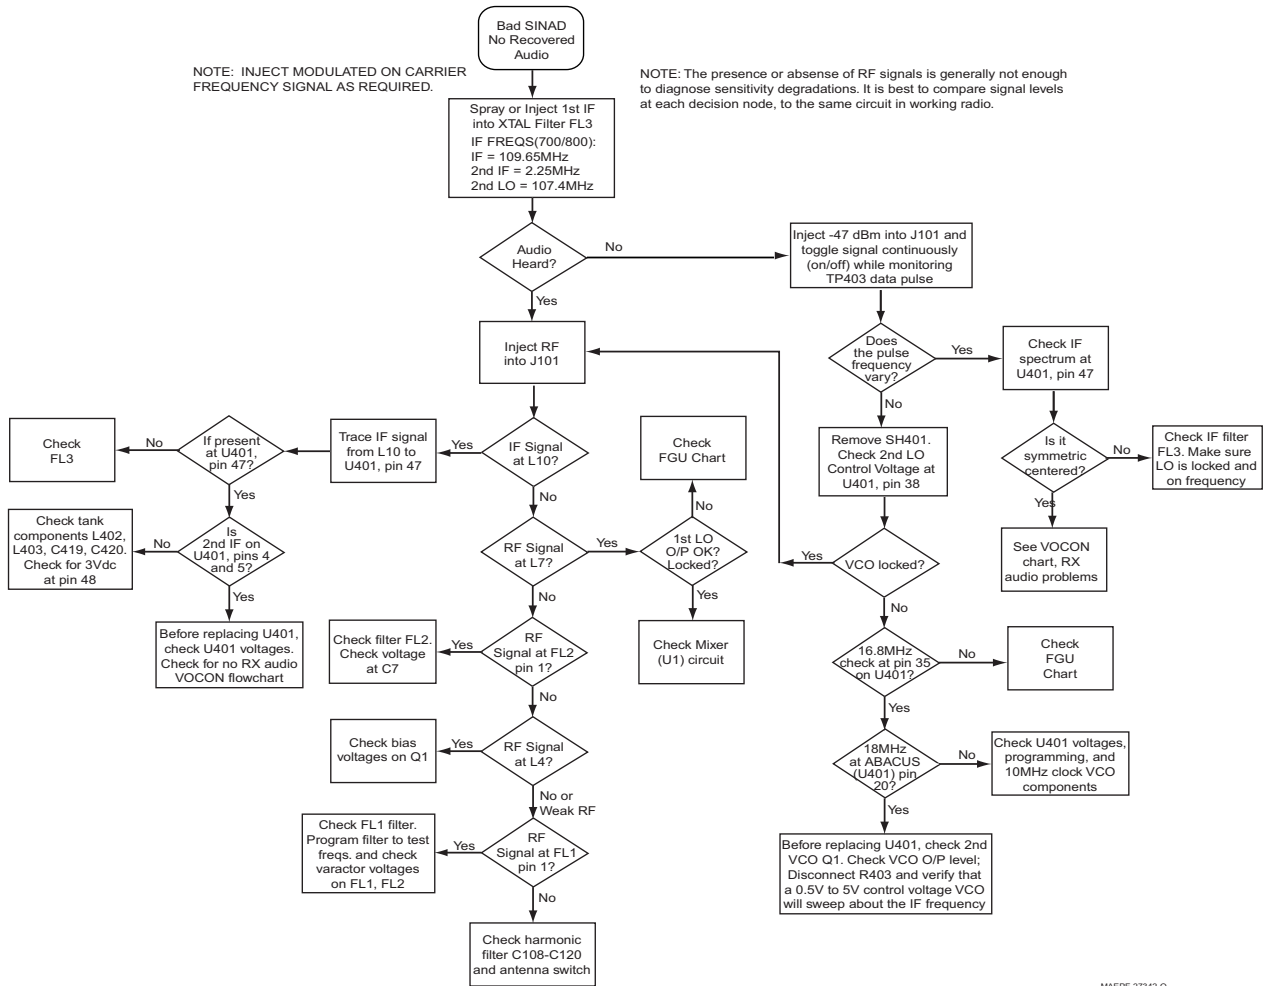 Bad SINAD
No Recovered
Audio
NOTE:  INJECT MODULATED ON CARRIER
FREQUENCY SIGNAL AS REQUIRED.
NOTE: The presence or absense of RF signals is generally not enough
to diagnose sensitivity degradations. It is best to compare signal levels
at each decision node, to the same circuit in working radio.
Spray or Inject 1st IF
into XTAL Filter FL3
IF FREQS(700/800):
IF = 109.65MHz
2nd IF = 2.25MHz
2nd LO = 107.4MHz
Audio
Heard?
No
Yes
Inject -47 dBm into J101 and
toggle signal continuously
(on/off) while monitoring
TP403 data pulse
Inject RF
into J101
Does
the pulse
frequency
vary?
Yes
No
Check IF
spectrum at
U401, pin 47
Check
FL3
No
If present
at U401,
pin 47?
Yes
Trace IF signal
from L10 to
U401, pin 47
Yes
IF Signal
at L10?
No
Check
FGU Chart
No
Remove SH401.
Check 2nd LO
Control Voltage at
U401, pin 38
Is it
symmetric
centered?
No
Yes
Check IF filter
FL3. Make sure
LO is locked and
on frequency
Check tank
components L402,
L403, C419, C420.
Check for 3Vdc
at pin 48
No
Is
2nd IF on
U401, pins 4
and 5?
Yes
RF Signal
at L7?
Yes
No
1st LO
O/P OK?
Locked?
Yes
Yes
VCO locked?
No
See VOCON
chart, RX
audio problems
Before replacing U401,
check U401 voltages.
Check for no RX audio
VOCON flowchart
Check filter FL2.
Check voltage
at C7
Yes
RF
Signal at FL2
pin 1?
No
Check Mixer
(U1) circuit
16.8MHz
check at pin 35
on U401?
No
Yes
Check
FGU
Chart
Check bias
voltages on Q1
Yes
RF Signal
at L4?
No or
Weak RF
18MHz
at ABACUS
(U401) pin
20?
No
Yes
Check U401 voltages,
programming, and
10MHz clock VCO
components
Check FL1 filter.
Program filter to test
freqs. and check
varactor voltages
on FL1, FL2
Yes
RF
Signal at FL1
pin 1?
No
Before replacing U401, check 2nd
VCO Q1. Check VCO O/P level;
Disconnect R403 and verify that
a 0.5V to 5V control voltage VCO
will sweep about the IF frequency
Check harmonic
filter C108-C120
and antenna switch